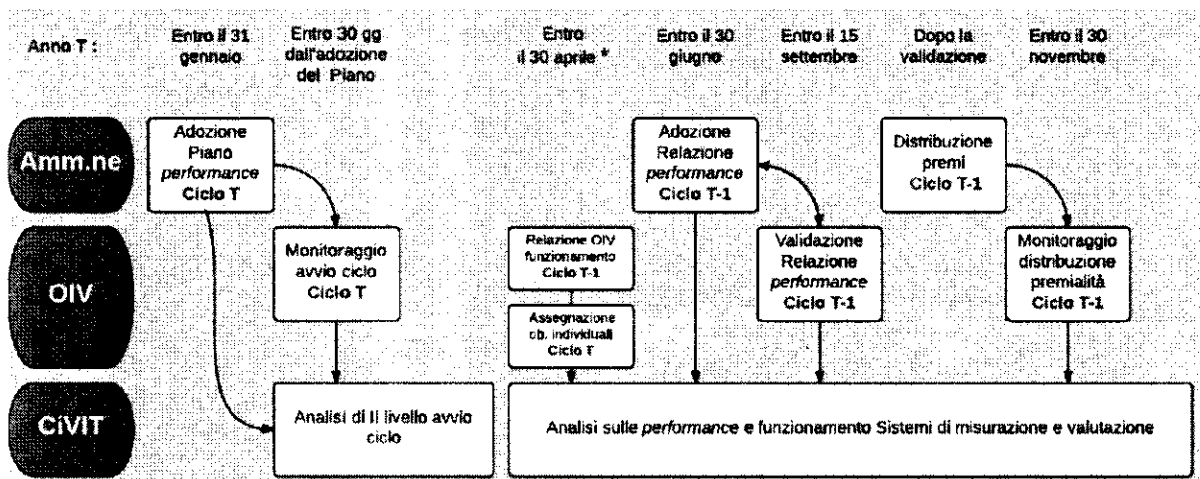 Anno T :
Entro il 31
gennaio
Entro 30 gg
dall'adozione
del Piano
Entro
il 30 aprile *
Entro il 30
giugno
Entro il 15
settembre
Dopo la
validazione
Entro il 30
novembre
Amm.ne
Adozione
Piano
performance
Ciclo T
Adozione
Relazione
performance
Ciclo T-1
Distribuzione
premi
Ciclo T-1
OIV
Monitoraggio
avvio ciclo
Ciclo T
Relazione OIV
funzionamento
Ciclo T-1
Assegnazione
ob. individuali
Ciclo T
Validazione
Relazione
performance
Ciclo T-1
Monitoraggio
distribuzione
premialità
Ciclo T-1
CiVIT
Analisi di II livello avvio
ciclo
Analisi sulle performance e funzionamento Sistemi di misurazione e valutazione